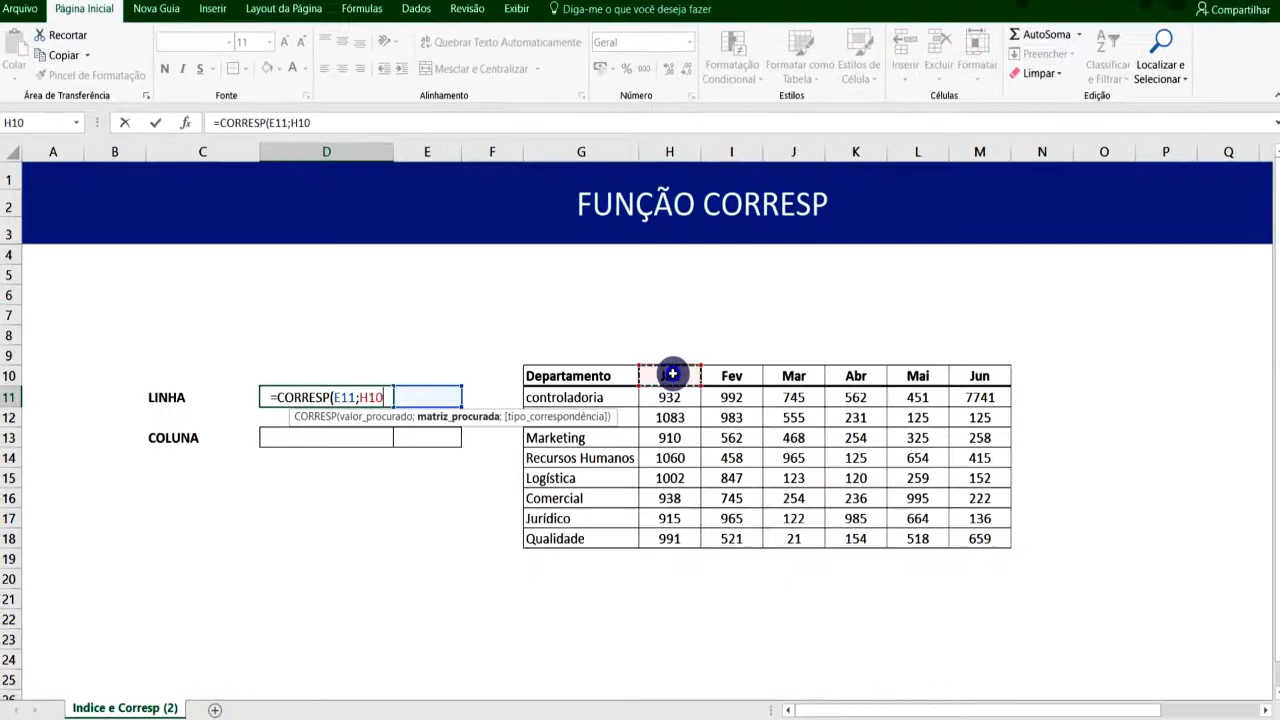 Arquivo Página Inicial Nova Guia Inserir Layout da Página Fórmulas Dados Revisão Exibir Diga-me o que você deseja fazer Compartilhar
Colar
Recortar
Copiar
Pincel de Formatação
Área de Transferência
11
N I S
Fonte
Quebrar Texto Automaticamente
Mesclar e Centralizar
Alinhamento
Geral
% 000
Número
Formatação Condicional
Formatar como Tabela
Estilos de Célula
Estilos
Inserir Excluir Formatar
Células
AutoSoma
Preencher
Limpar
Classificar e Filtrar
Localizar e Selecionar
Edição
H10 fx =CORRESP(E11;H10
A B C D E F G H I J K L M N O P Q
1
2 FUNÇÃO CORRESP
3
4
5
6
7
8
9
10 Departamento Fev Mar Abr Mai Jun
11 LINHA =CORRESP(E11;H10 controladoria 932 992 745 562 451 7741
12 CORRESP(valor_procurado; matriz_procurada; [tipo_correspondência]) 1083 983 555 231 125 125
13 COLUNA Marketing 910 562 468 254 325 258
14 Recursos Humanos 1060 458 965 125 654 415
15 Logística 1002 847 123 120 259 152
16 Comercial 938 745 254 236 995 222
17 Jurídico 915 965 122 985 664 136
18 Qualidade 991 521 21 154 518 659
19
20
21
22
23
24
25
26
Indice e Corresp (2)